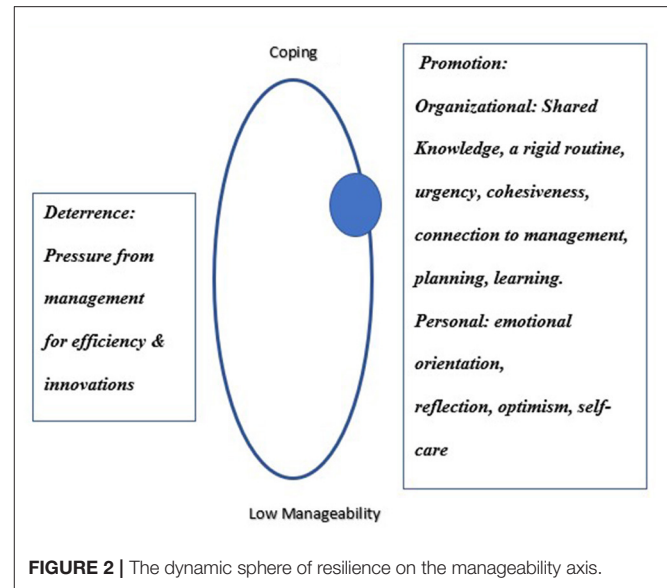 Coping
Deterrence:
Pressure from
management
for efficiency &
innovations
Promotion:
Organizational: Shared
Knowledge, a rigid routine,
urgency, cohesiveness,
connection to management,
planning, learning.
Personal: emotional
orientation,
reflection, optimism, self-
care
Low Manageability
FIGURE 2 | The dynamic sphere of resilience on the manageability axis.